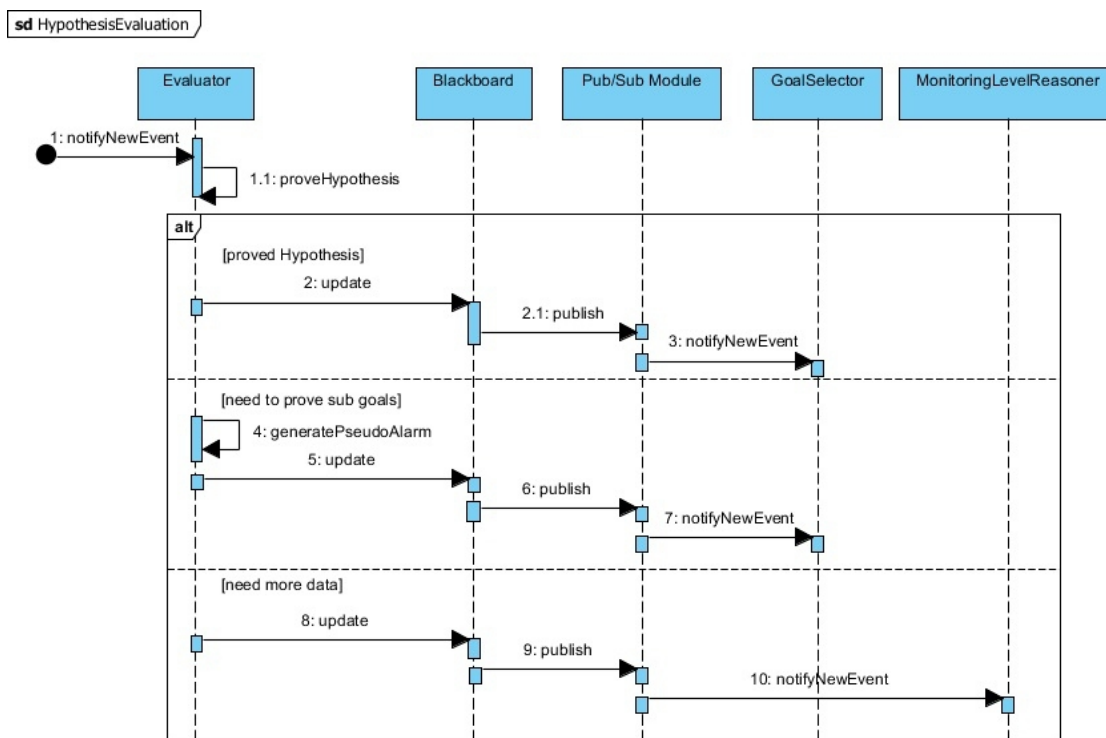 sd HypothesisEvaluation
Evaluator
Blackboard
Pub/Sub Module
GoalSelector
MonitoringLevelReasoner
1: notifyNewEvent
1.1: proveHypothesis
alt
[proved Hypothesis]
2: update
2.1: publish
3: notifyNewEvent
[need to prove sub goals]
4: generatePseudoAlarm
5: update
6: publish
7: notifyNewEvent
[need more data]
8: update
9: publish
10: notifyNewEvent